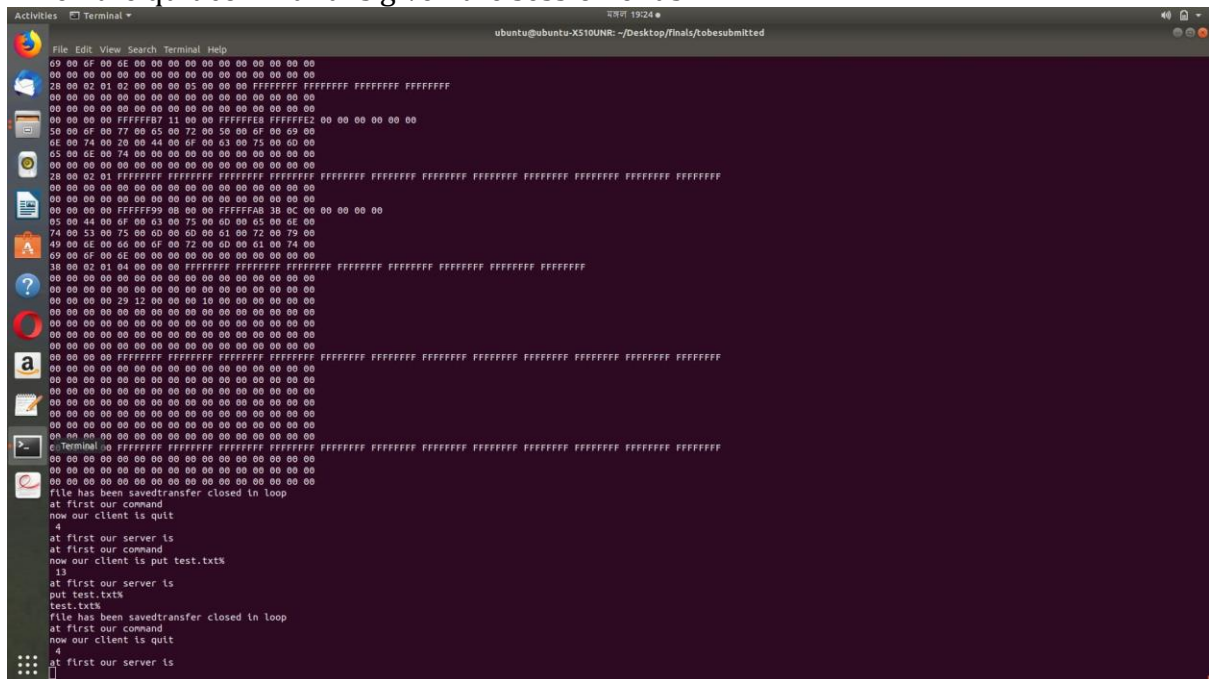 Activities Terminal ▾ মঙ্গল 19:24 ●
ubuntu@ubuntu-X510UNR: ~/Desktop/finals/tobesubmitted
File Edit View Search Terminal Help
69 00 6F 00 6E 00 00 00 00 00 00 00 00 00 00 00
00 00 00 00 00 00 00 00 00 00 00 00 00 00 00 00
28 00 02 01 02 00 00 00 05 00 00 00 FFFFFFFF FFFFFFFF FFFFFFFF FFFFFFFF
00 00 00 00 00 00 00 00 00 00 00 00 00 00 00 00
00 00 00 00 00 00 00 00 00 00 00 00 00 00 00 00
00 00 00 00 FFFFFFB7 11 00 00 FFFFFFE8 FFFFFFE2 00 00 00 00 00 00
50 00 6F 00 77 00 65 00 72 00 50 00 6F 00 69 00
6E 00 74 00 20 00 44 00 6F 00 63 00 75 00 6D 00
65 00 6E 00 74 00 00 00 00 00 00 00 00 00 00 00
00 00 00 00 00 00 00 00 00 00 00 00 00 00 00 00
28 00 02 01 FFFFFFFF FFFFFFFF FFFFFFFF FFFFFFFF FFFFFFFF FFFFFFFF FFFFFFFF FFFFFFFF FFFFFFFF FFFFFFFF FFFFFFFF FFFFFFFF
00 00 00 00 00 00 00 00 00 00 00 00 00 00 00 00
00 00 00 00 00 00 00 00 00 00 00 00 00 00 00 00
00 00 00 00 FFFFFF99 0B 00 00 FFFFFFAB 3B 0C 00 00 00 00 00
05 00 44 00 6F 00 63 00 75 00 6D 00 65 00 6E 00
74 00 53 00 75 00 6D 00 6D 00 61 00 72 00 79 00
49 00 6E 00 66 00 6F 00 72 00 6D 00 61 00 74 00
69 00 6F 00 6E 00 00 00 00 00 00 00 00 00 00 00
38 00 02 01 04 00 00 00 FFFFFFFF FFFFFFFF FFFFFFFF FFFFFFFF FFFFFFFF FFFFFFFF FFFFFFFF FFFFFFFF
00 00 00 00 00 00 00 00 00 00 00 00 00 00 00 00
00 00 00 00 00 00 00 00 00 00 00 00 00 00 00 00
00 00 00 00 29 12 00 00 00 10 00 00 00 00 00 00
00 00 00 00 00 00 00 00 00 00 00 00 00 00 00 00
00 00 00 00 00 00 00 00 00 00 00 00 00 00 00 00
00 00 00 00 00 00 00 00 00 00 00 00 00 00 00 00
00 00 00 00 00 00 00 00 00 00 00 00 00 00 00 00
00 00 00 00 FFFFFFFF FFFFFFFF FFFFFFFF FFFFFFFF FFFFFFFF FFFFFFFF FFFFFFFF FFFFFFFF FFFFFFFF FFFFFFFF FFFFFFFF FFFFFFFF
00 00 00 00 00 00 00 00 00 00 00 00 00 00 00 00
00 00 00 00 00 00 00 00 00 00 00 00 00 00 00 00
00 00 00 00 00 00 00 00 00 00 00 00 00 00 00 00
00 00 00 00 00 00 00 00 00 00 00 00 00 00 00 00
00 00 00 00 00 00 00 00 00 00 00 00 00 00 00 00
00 00 00 00 00 00 00 00 00 00 00 00 00 00 00 00
00 00 00 00 00 00 00 00 00 00 00 00 00 00 00 00
Terminal FFFFFFFF FFFFFFFF FFFFFFFF FFFFFFFF FFFFFFFF FFFFFFFF FFFFFFFF FFFFFFFF FFFFFFFF FFFFFFFF FFFFFFFF FFFFFFFF
00 00 00 00 00 00 00 00 00 00 00 00 00 00 00 00
00 00 00 00 00 00 00 00 00 00 00 00 00 00 00 00
00 00 00 00 00 00 00 00 00 00 00 00 00 00 00 00
file has been savedtransfer closed in loop
at first our command
now our client is quit
4
at first our server is
at first our command
now our client is put test.txt%
13
at first our server is
put test.txt%
test.txt%
file has been savedtransfer closed in loop
at first our command
now our client is quit
4
at first our server is